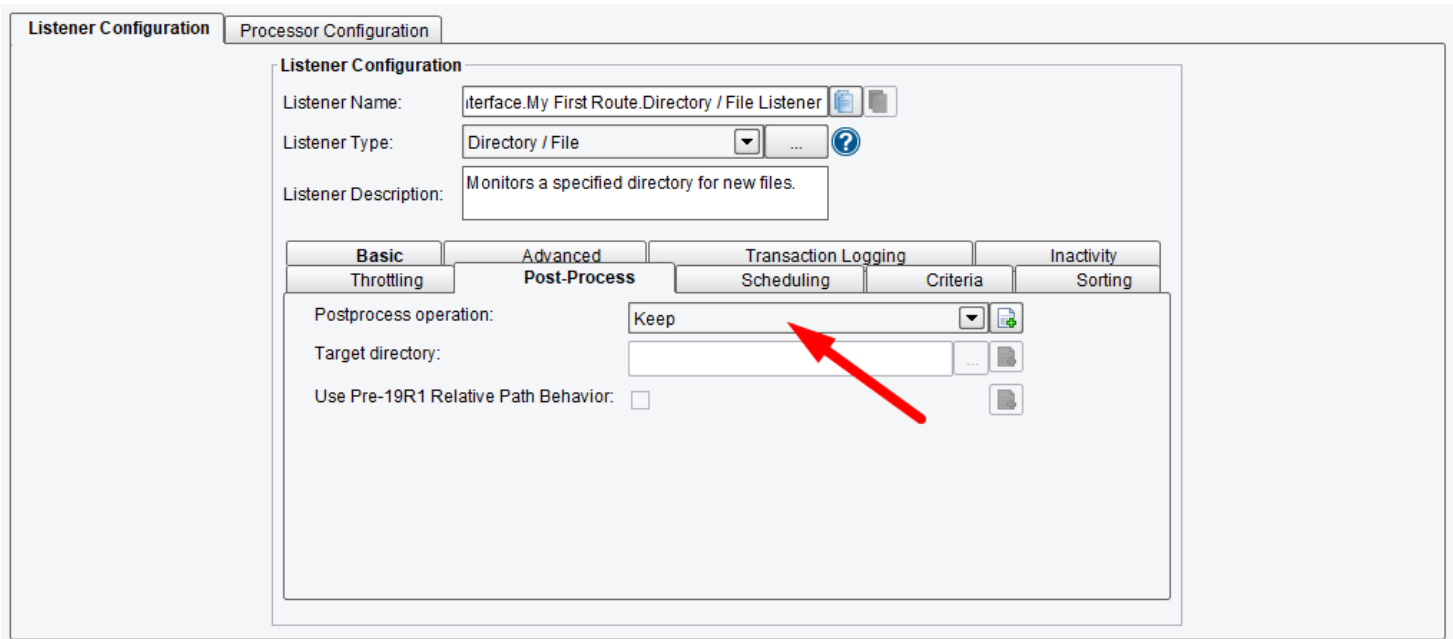 Listener Configuration Processor Configuration
Listener Configuration
Listener Name: nterface.My First Route.Directory / File Listener
Listener Type: Directory / File ... ?
Listener Description: Monitors a specified directory for new files.
Basic Advanced Transaction Logging Inactivity
Throttling Post-Process Scheduling Criteria Sorting
Postprocess operation: Keep
Target directory: ...
Use Pre-19R1 Relative Path Behavior: